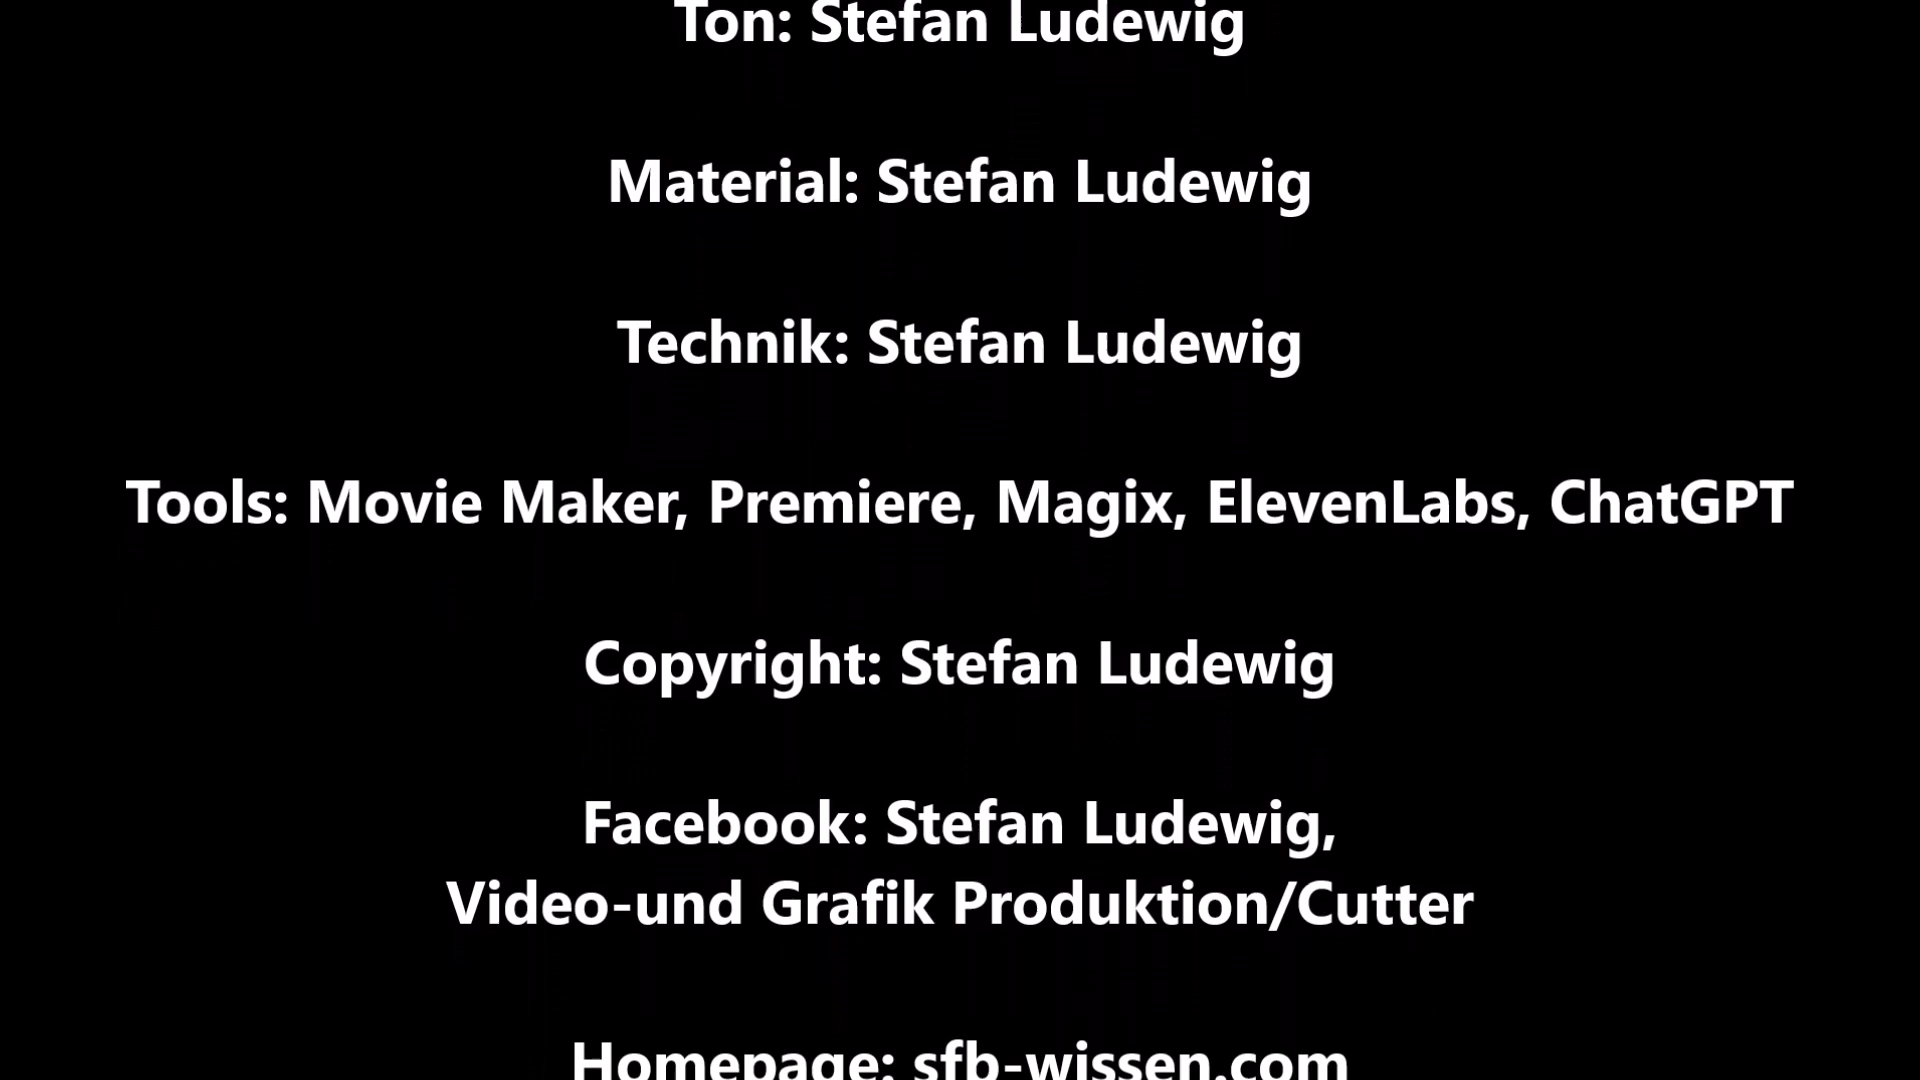 Ton: Stefan Ludewig
Material: Stefan Ludewig
Technik: Stefan Ludewig
Tools: Movie Maker, Premiere, Magix, ElevenLabs, ChatGPT
Copyright: Stefan Ludewig
Facebook: Stefan Ludewig,
Video-und Grafik Produktion/Cutter
Homepage: sfb-wissen.com